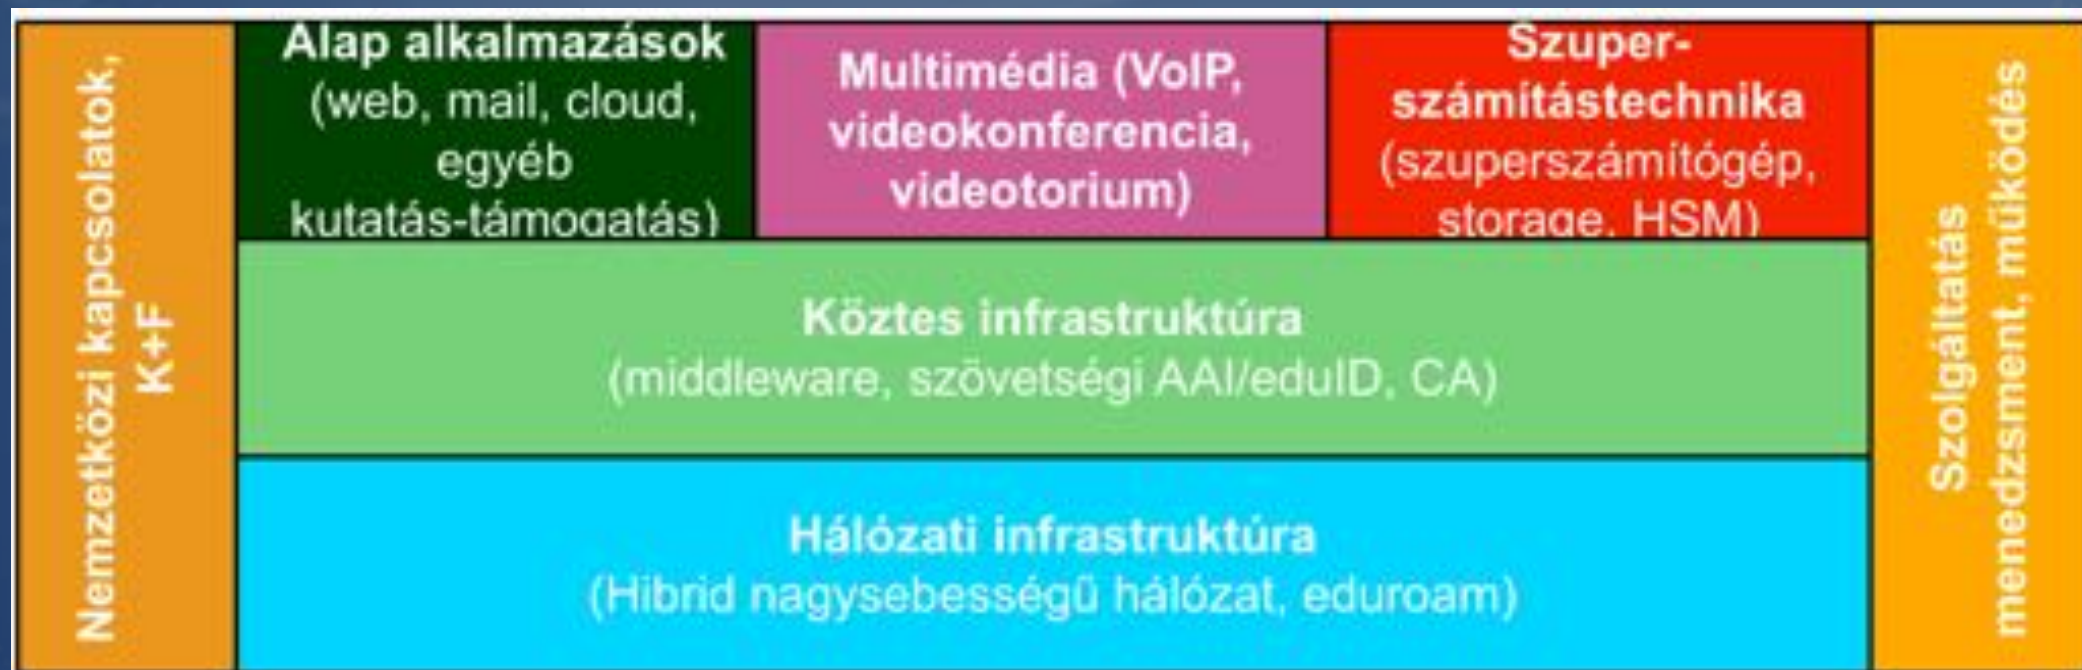 Nemzetközi kapcsolatok,
K+F
Alap alkalmazások
(web, mail, cloud,
egyéb
kutatás-támogatás)
Multimédia (VoIP,
videokonferencia,
videotorium)
Szuper-
számítástechnika
(szuperszámítógép,
storage, HSM)
Köztes infrastruktúra
(middleware, szövetségi AAI/eduID, CA)
Hálózati infrastruktúra
(Hibrid nagysebességű hálózat, eduroam)
Szolgáltatás
menedzsment, működés